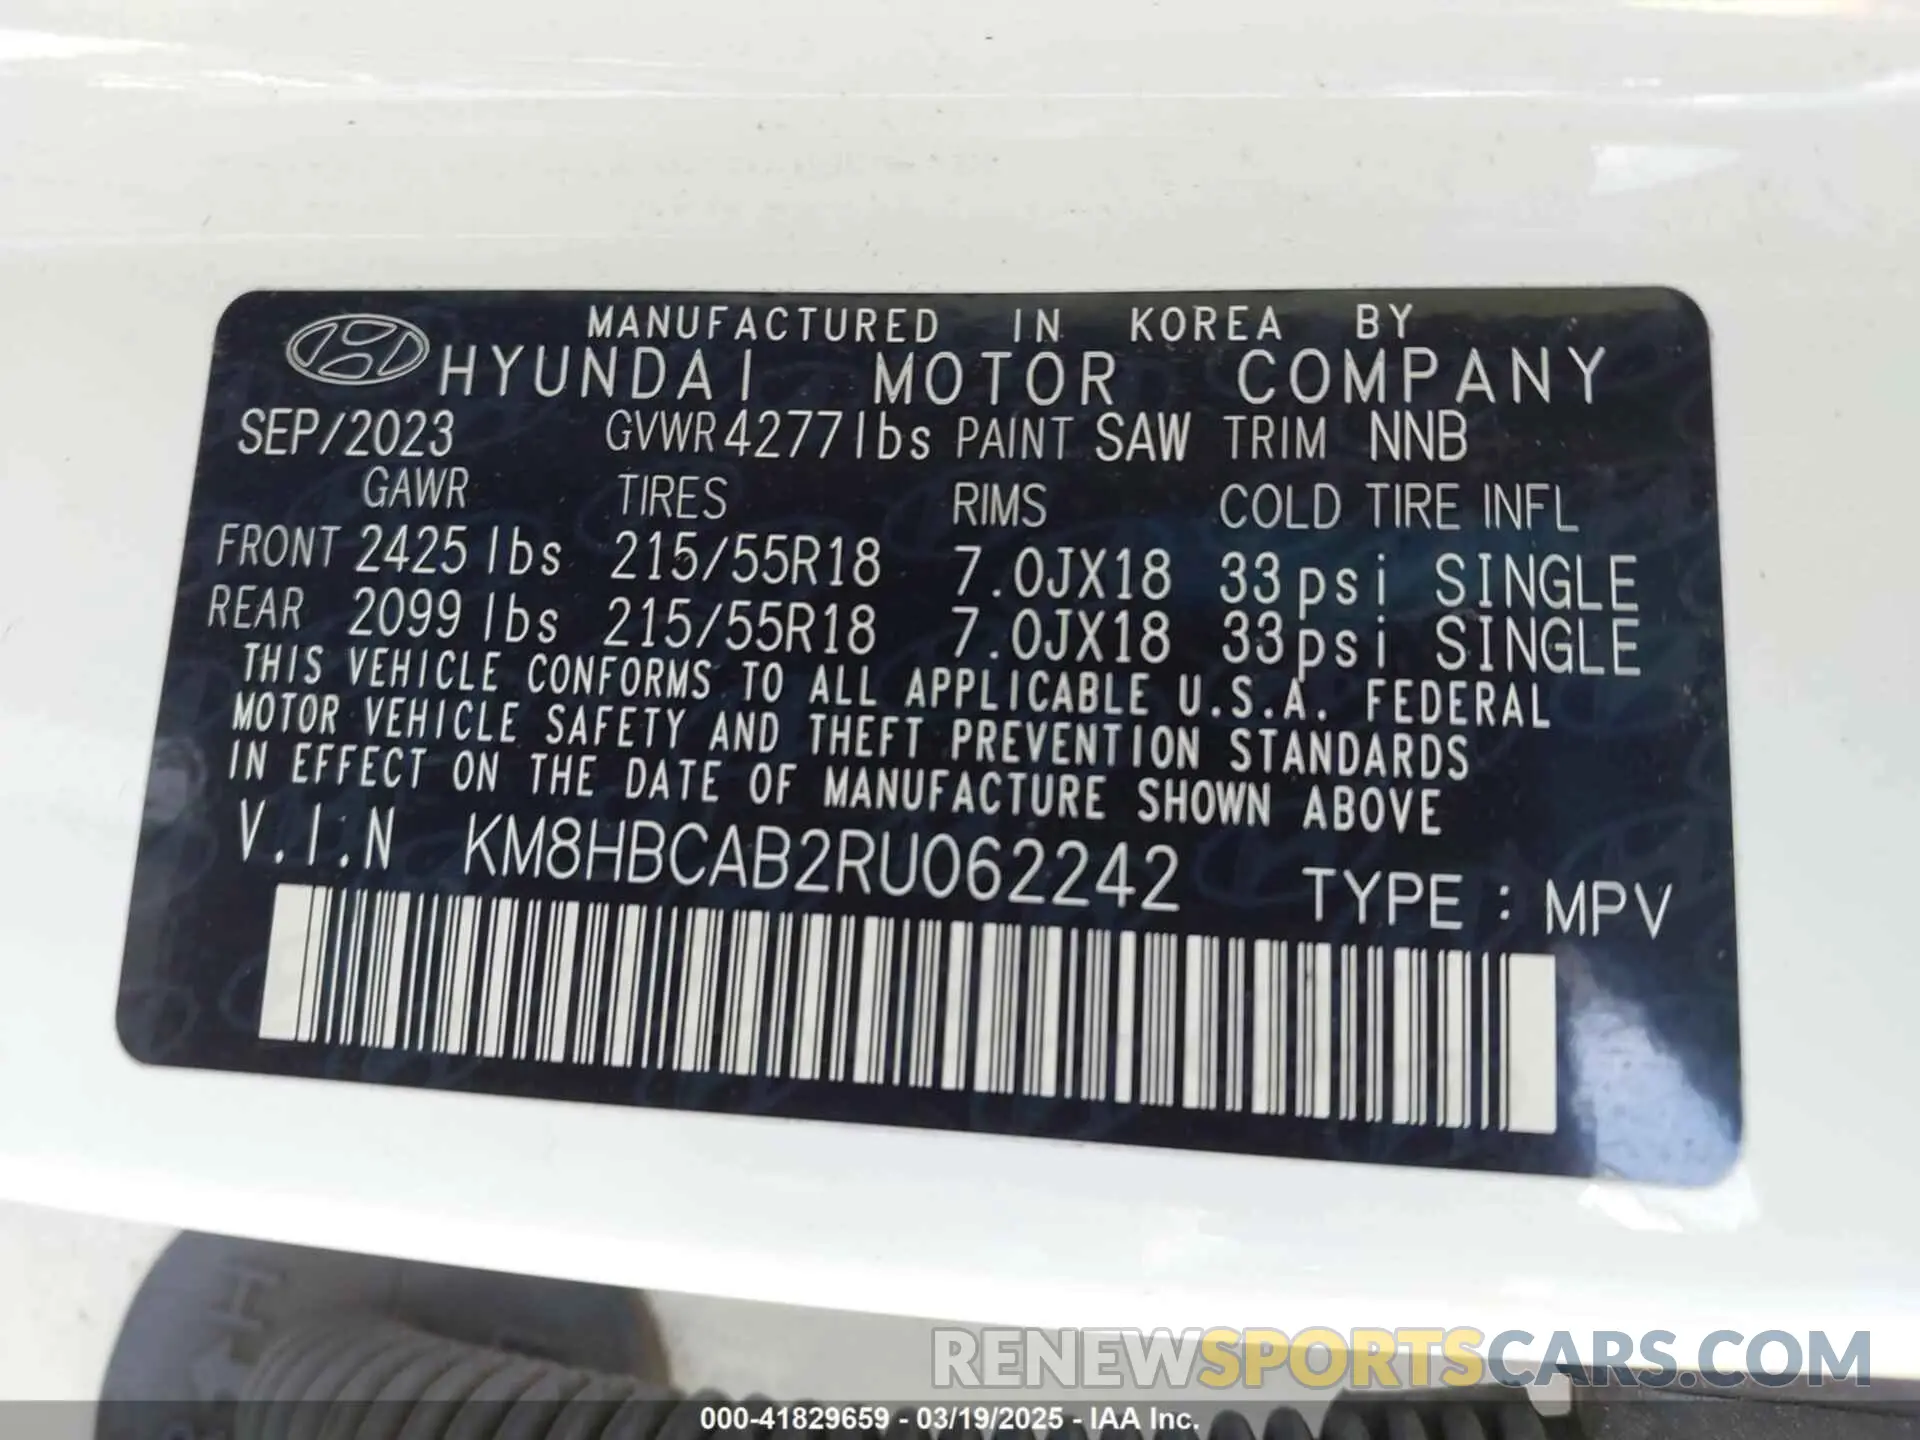 MANUFACTURED IN KOREA BY
HYUNDAI MOTOR COMPANY
SEP/2023 GVWR 4277lbs PAINT SAW TRIM NNB
GAWR TIRES RIMS COLD TIRE INFL
FRONT 2425 lbs 215/55R18 7.0JX18 33psi SINGLE
REAR 2099 lbs 215/55R18 7.0JX18 33psi SINGLE
THIS VEHICLE CONFORMS TO ALL APPLICABLE U.S.A. FEDERAL
MOTOR VEHICLE SAFETY AND THEFT PREVENTION STANDARDS
IN EFFECT ON THE DATE OF MANUFACTURE SHOWN ABOVE
V.I.N KM8HBCAB2RU062242 TYPE : MPV
RENEWSPORTSCARS.COM
000-41829659 - 03/19/2025 - IAA Inc.